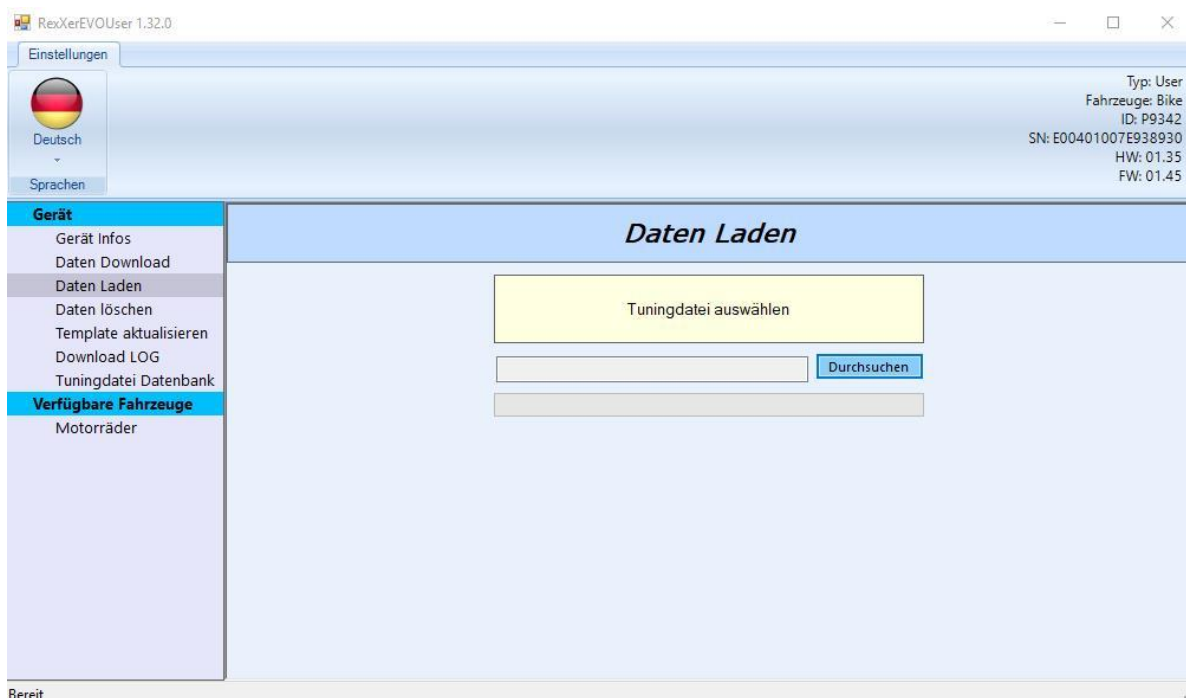 RexXerEVOUser 1.32.0
Einstellungen
Deutsch
Sprachen
Typ: User
Fahrzeuge: Bike
ID: P9342
SN: E00401007E938930
HW: 01.35
FW: 01.45
Gerät
Gerät Infos
Daten Download
Daten Laden
Daten löschen
Template aktualisieren
Download LOG
Tuningdatei Datenbank
Verfügbare Fahrzeuge
Motorräder
Daten Laden
Tuningdatei auswählen
Durchsuchen
Bereit